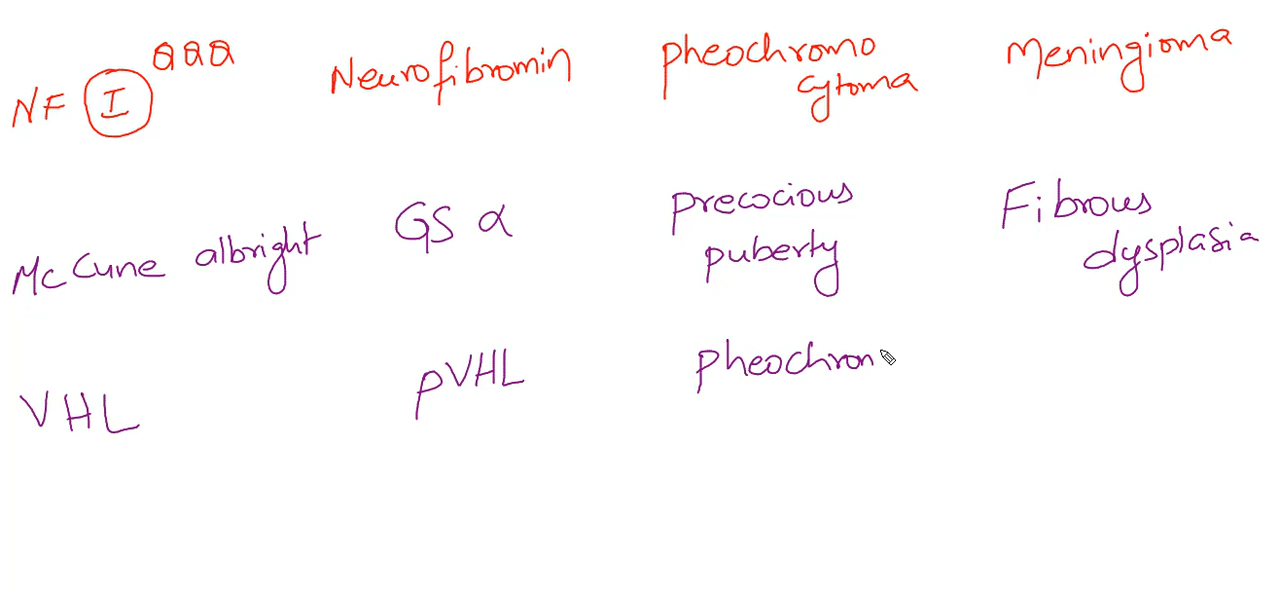 NF I aaa Neurofibromin pheochromo Meningioma
cytoma
McCune albright GS α precocious Fibrous
puberty dysplasia
VHL pVHL pheochrom